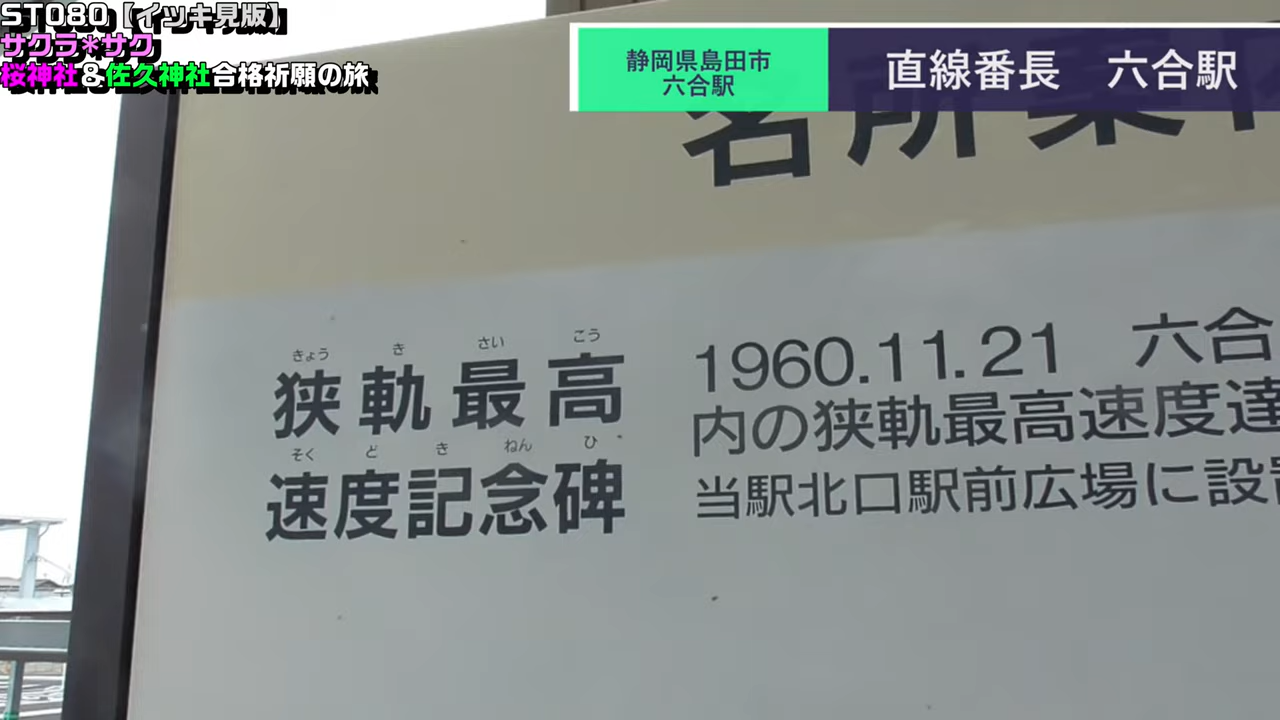 ST080【イツキ見版】
サクラ*サク
桜神社&佐久神社合格祈願の旅
静岡県島田市
六合駅
直線番長 六合駅
名所案
きょう き さい こう
狭軌最高
そく ど き ねん ひ
速度記念碑
1960.11.21 六合
内の狭軌最高速度達
当駅北口駅前広場に設置